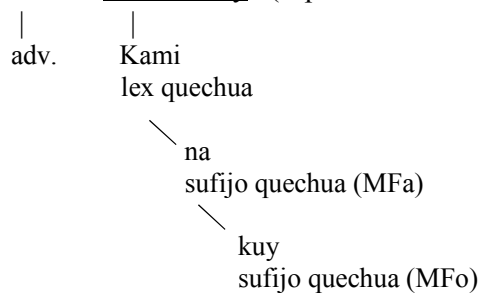 adv. Kami
lex quechua
na
sufijo quechua (MFa)
kuy
sufijo quechua (MFo)